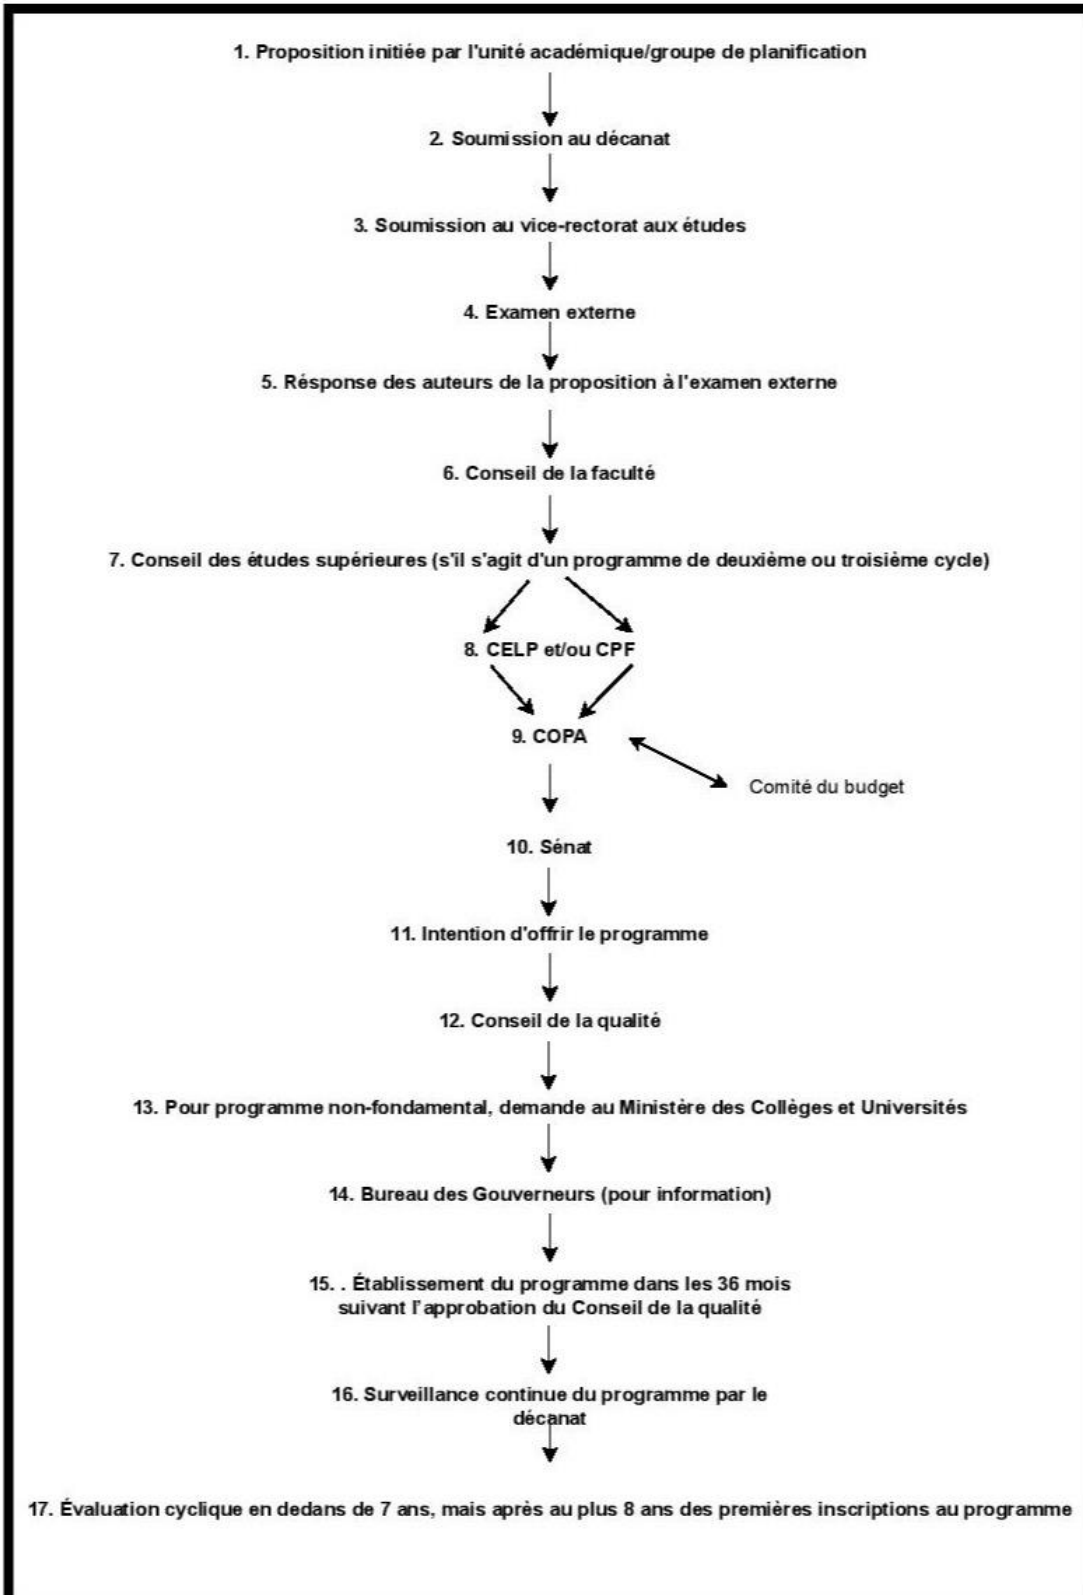 1. Proposition initiée par l'unité académique/groupe de planification
2. Soumission au décanat
3. Soumission au vice-rectorat aux études
4. Examen externe
5. Résponse des auteurs de la proposition à l'examen externe
6. Conseil de la faculté
7. Conseil des études supérieures (s'il s'agit d'un programme de deuxième ou troisième cycle)
8. CELP et/ou CPF
9. COPA
Comité du budget
10. Sénat
11. Intention d'offrir le programme
12. Conseil de la qualité
13. Pour programme non-fondamental, demande au Ministère des Collèges et Universités
14. Bureau des Gouverneurs (pour information)
15. . Établissement du programme dans les 36 mois
suivant l'approbation du Conseil de la qualité
16. Surveillance continue du programme par le
décanat
17. Évaluation cyclique en dedans de 7 ans, mais après au plus 8 ans des premières inscriptions au programme